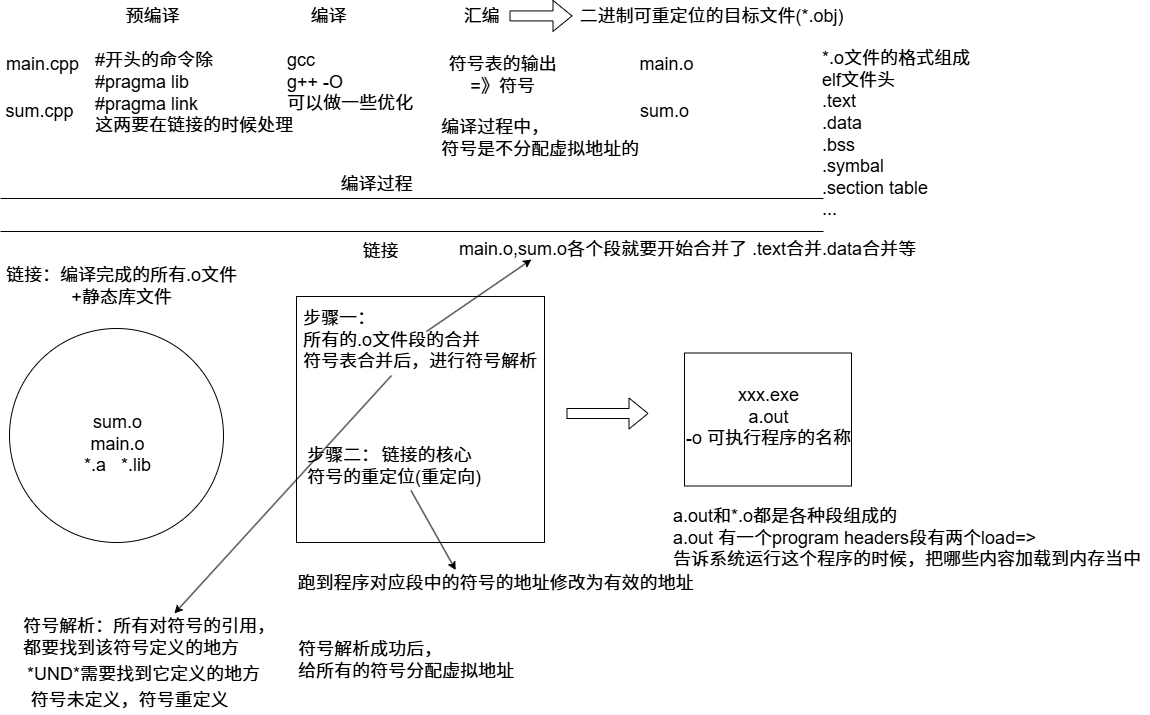 预编译
编译
汇编
二进制可重定位的目标文件(*.obj)
main.cpp
sum.cpp
#开头的命令除
#pragma lib
#pragma link
这两要在链接的时候处理
gcc
g++ -O
可以做一些优化
符号表的输出
=》符号
编译过程中，
符号是不分配虚拟地址的
main.o
sum.o
*.o文件的格式组成
elf文件头
.text
.data
.bss
.symbal
.section table
...
编译过程
链接
main.o,sum.o各个段就要开始合并了 .text合并.data合并等
链接：编译完成的所有.o文件
+静态库文件
sum.o
main.o
*.a *.lib
步骤一：
所有的.o文件段的合并
符号表合并后，进行符号解析
步骤二： 链接的核心
符号的重定位(重定向)
xxx.exe
a.out
-o 可执行程序的名称
a.out和*.o都是各种段组成的
a.out 有一个program headers段有两个load=>
告诉系统运行这个程序的时候，把哪些内容加载到内存当中
跑到程序对应段中的符号的地址修改为有效的地址
符号解析：所有对符号的引用，
都要找到该符号定义的地方
*UND*需要找到它定义的地方
符号未定义，符号重定义
符号解析成功后，
给所有的符号分配虚拟地址